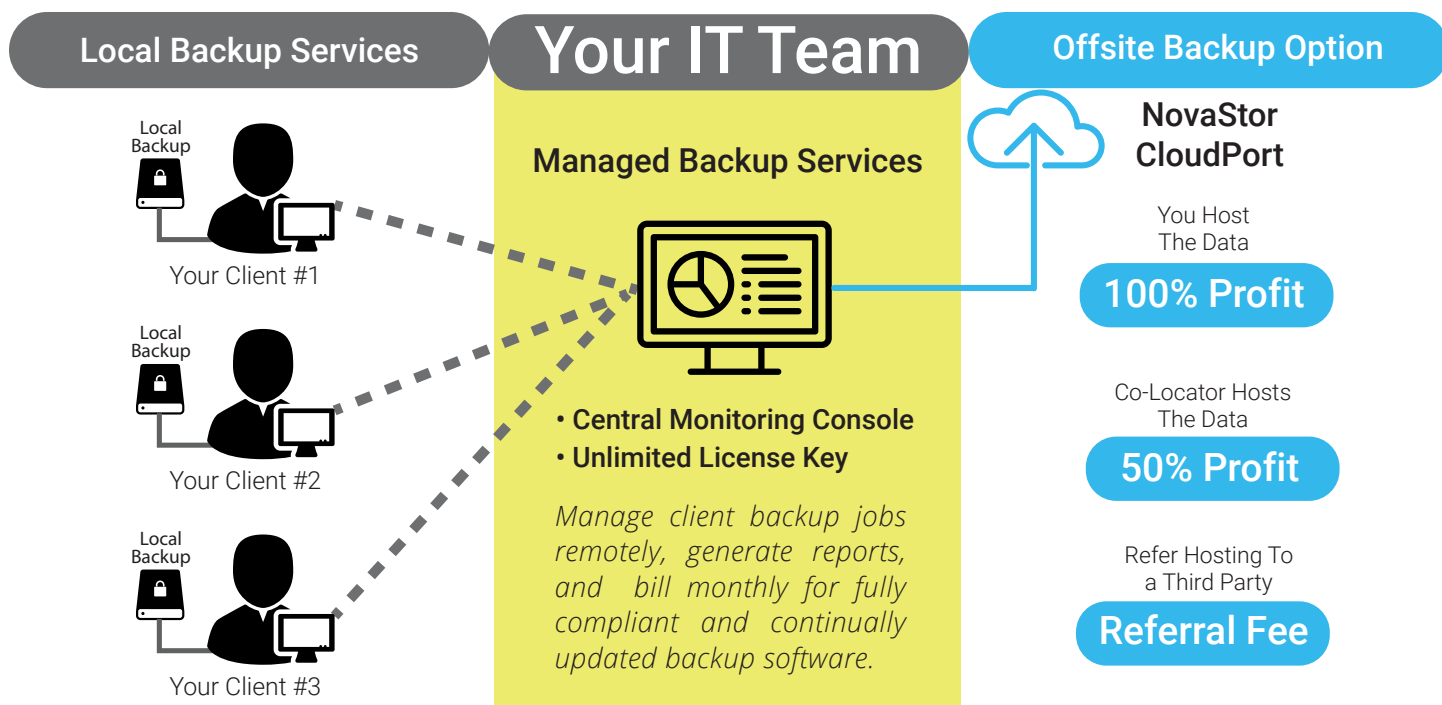 Local Backup Services
Local
Backup
Your Client #1
Local
Backup
Your Client #2
Local
Backup
Your Client #3
Your IT Team
Managed Backup Services
• Central Monitoring Console
• Unlimited License Key
Manage client backup jobs
remotely, generate reports,
and bill monthly for fully
compliant and continually
updated backup software.
Offsite Backup Option
NovaStor
CloudPort
You Host
The Data
100% Profit
Co-Locator Hosts
The Data
50% Profit
Refer Hosting To
a Third Party
Referral Fee